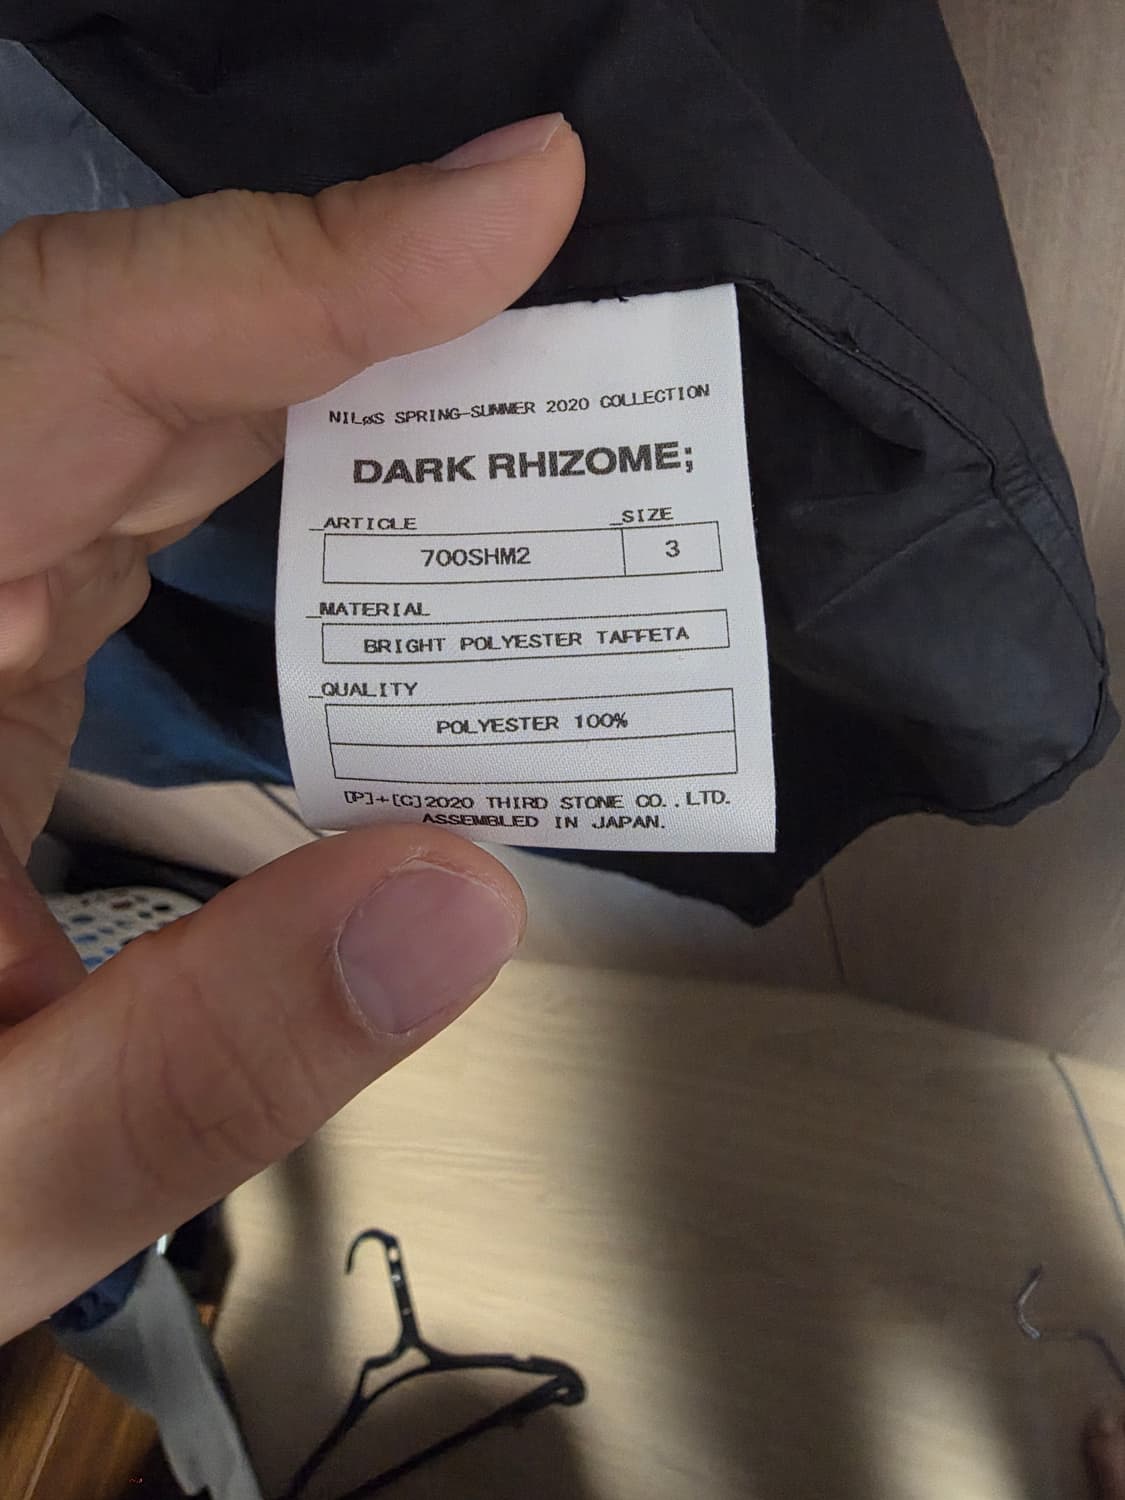 NILøS SPRING-SUMMER 2020 COLLECTION
DARK RHIZOME;
_ARTICLE _SIZE
700SHM2 3
_MATERIAL
BRIGHT POLYESTER TAFFETA
_QUALITY
POLYESTER 100%
[P]+[C]2020 THIRD STONE CO.,LTD.
ASSEMBLED IN JAPAN.